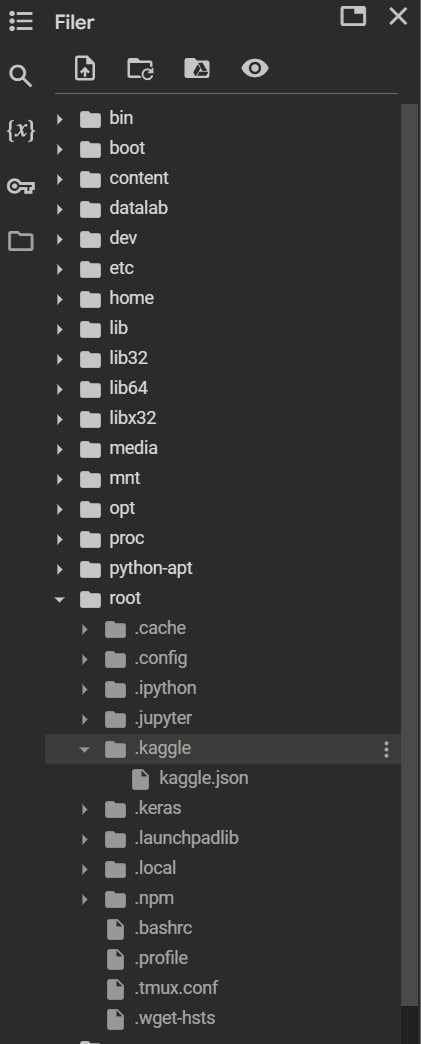 Filer
{x}
bin
boot
content
datalab
dev
etc
home
lib
lib32
lib64
libx32
media
mnt
opt
proc
python-apt
root
.cache
.config
.ipython
.jupyter
.kaggle
kaggle.json
.keras
.launchpadlib
.local
.npm
.bashrc
.profile
.tmux.conf
.wget-hsts